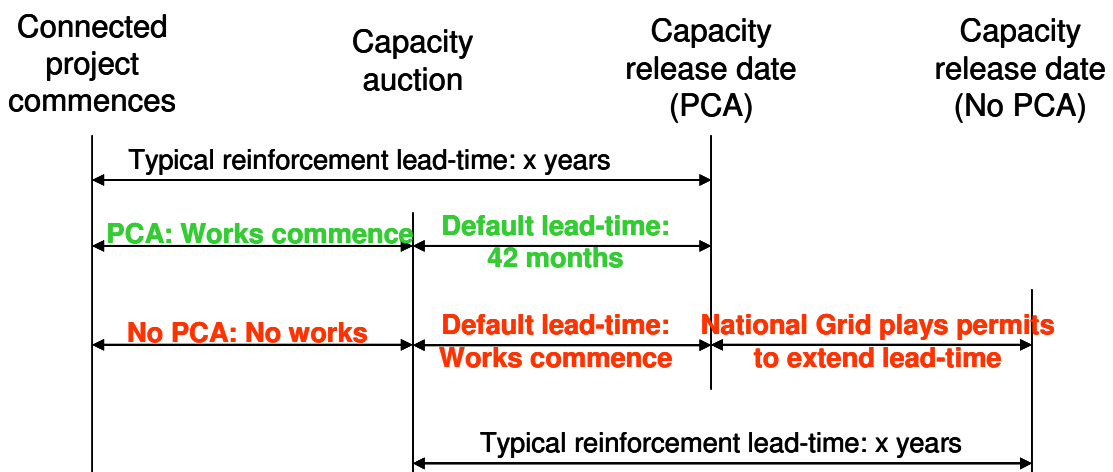 Connected
project
commences
Capacity
auction
Capacity
release date
(PCA)
Capacity
release date
(No PCA)
Typical reinforcement lead-time: x years
PCA: Works commence
Default lead-time:
42 months
No PCA: No works
Default lead-time:
Works commence
National Grid plays permits
to extend lead-time
Typical reinforcement lead-time: x years